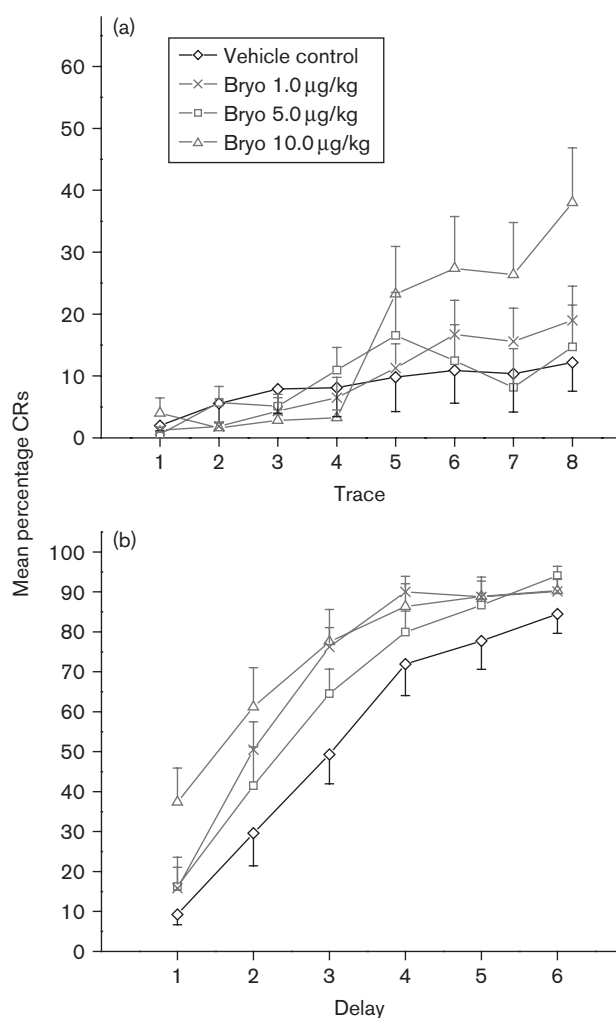 (a)
Vehicle control
Bryo 1.0 μg/kg
Bryo 5.0 μg/kg
Bryo 10.0 μg/kg
60
50
40
30
20
10
0
1 2 3 4 5 6 7 8
Trace
Mean percentage CRs
(b)
100
90
80
70
60
50
40
30
20
10
0
1 2 3 4 5 6
Delay